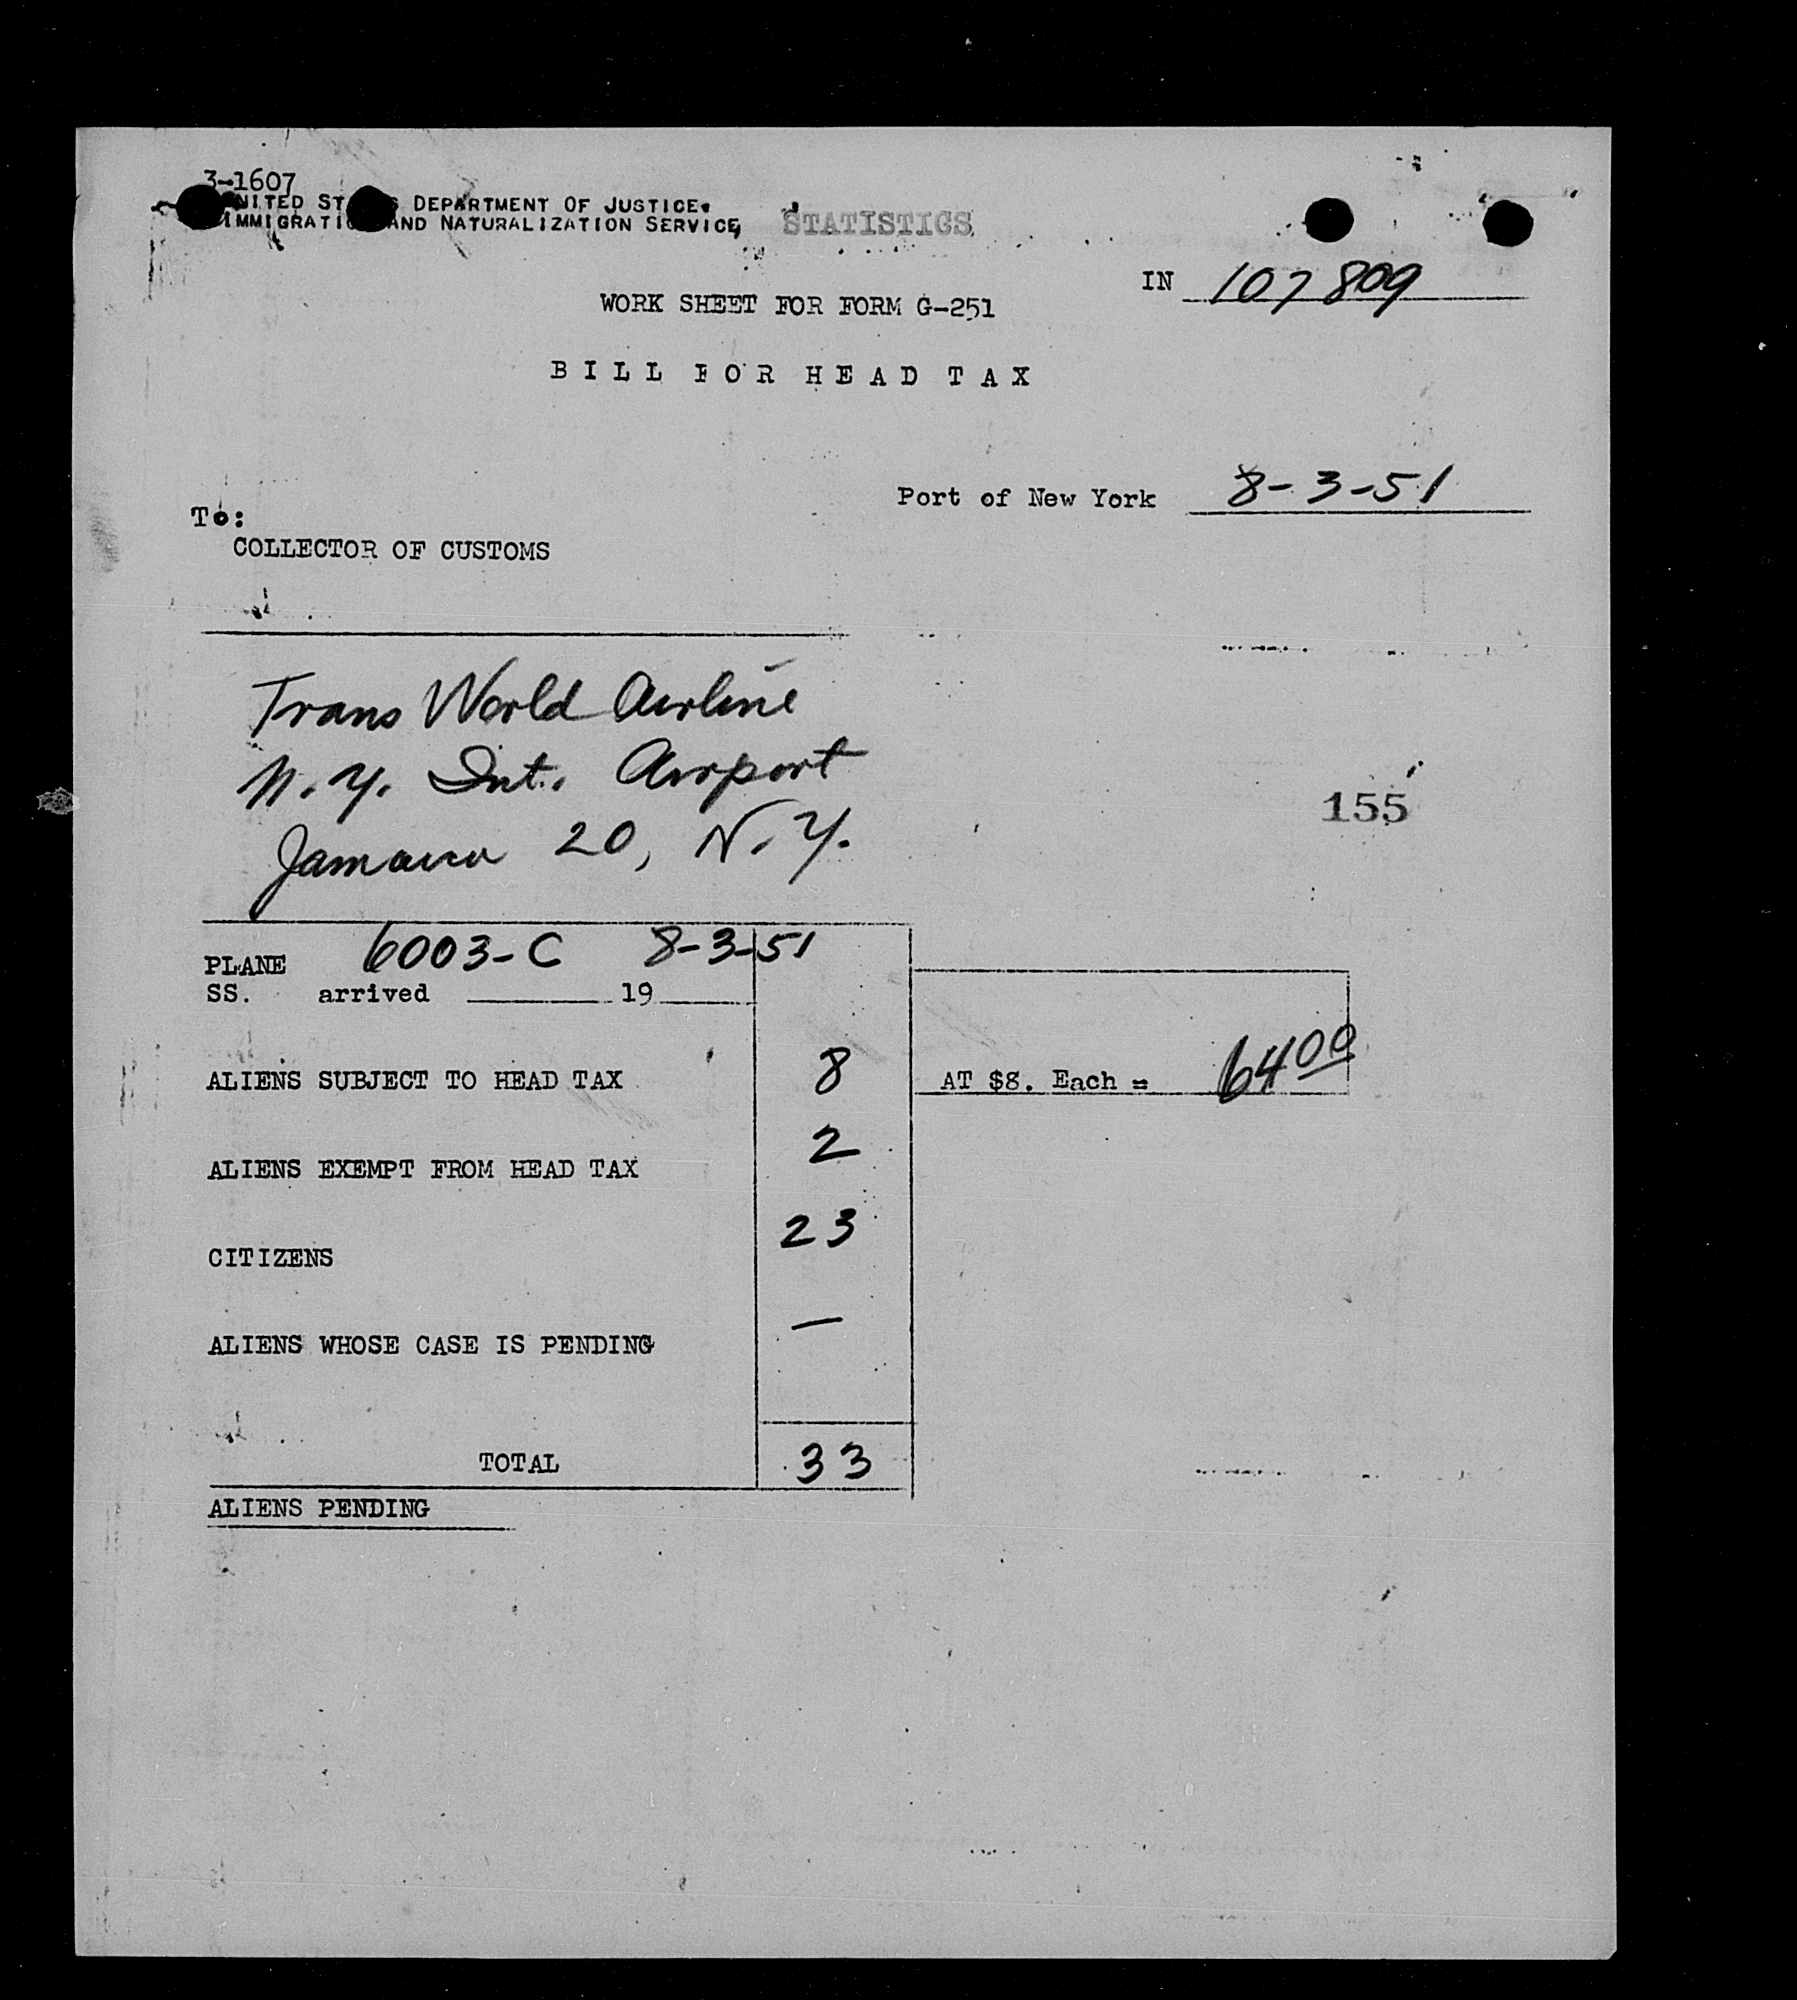 3-1607
UNITED STATES DEPARTMENT OF JUSTICE.
IMMIGRATION AND NATURALIZATION SERVICE,
STATISTICS
IN 107809
WORK SHEET FOR FORM G-251
BILL FOR HEAD TAX
Port of New York 8-3-51
To:
COLLECTOR OF CUSTOMS
Trans World Airline
N.Y. Int. Airport
155
Jamaica 20, N.Y.
6003-C 8-3-51
PLANE
SS. arrived 19
ALIENS SUBJECT TO HEAD TAX 8 AT $8. Each = 64 00
ALIENS EXEMPT FROM HEAD TAX 2
CITIZENS 23
ALIENS WHOSE CASE IS PENDING —
TOTAL 33
ALIENS PENDING